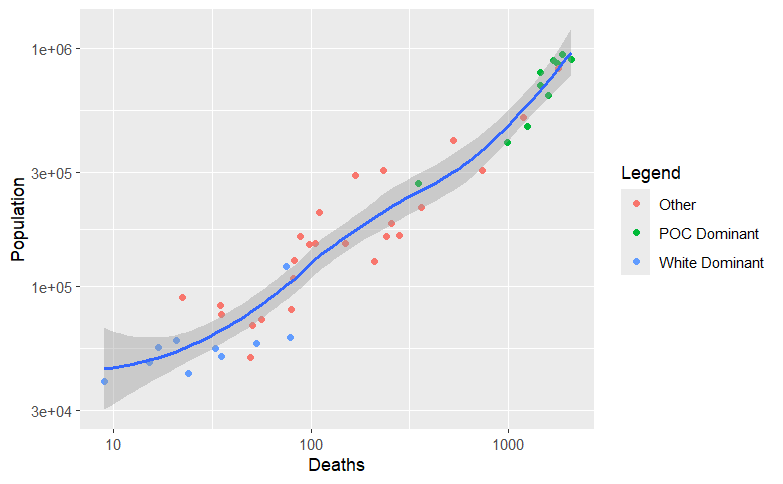 1e+06
3e+05
1e+05
3e+04
Population
10
100
1000
Deaths
Legend
Other
POC Dominant
White Dominant